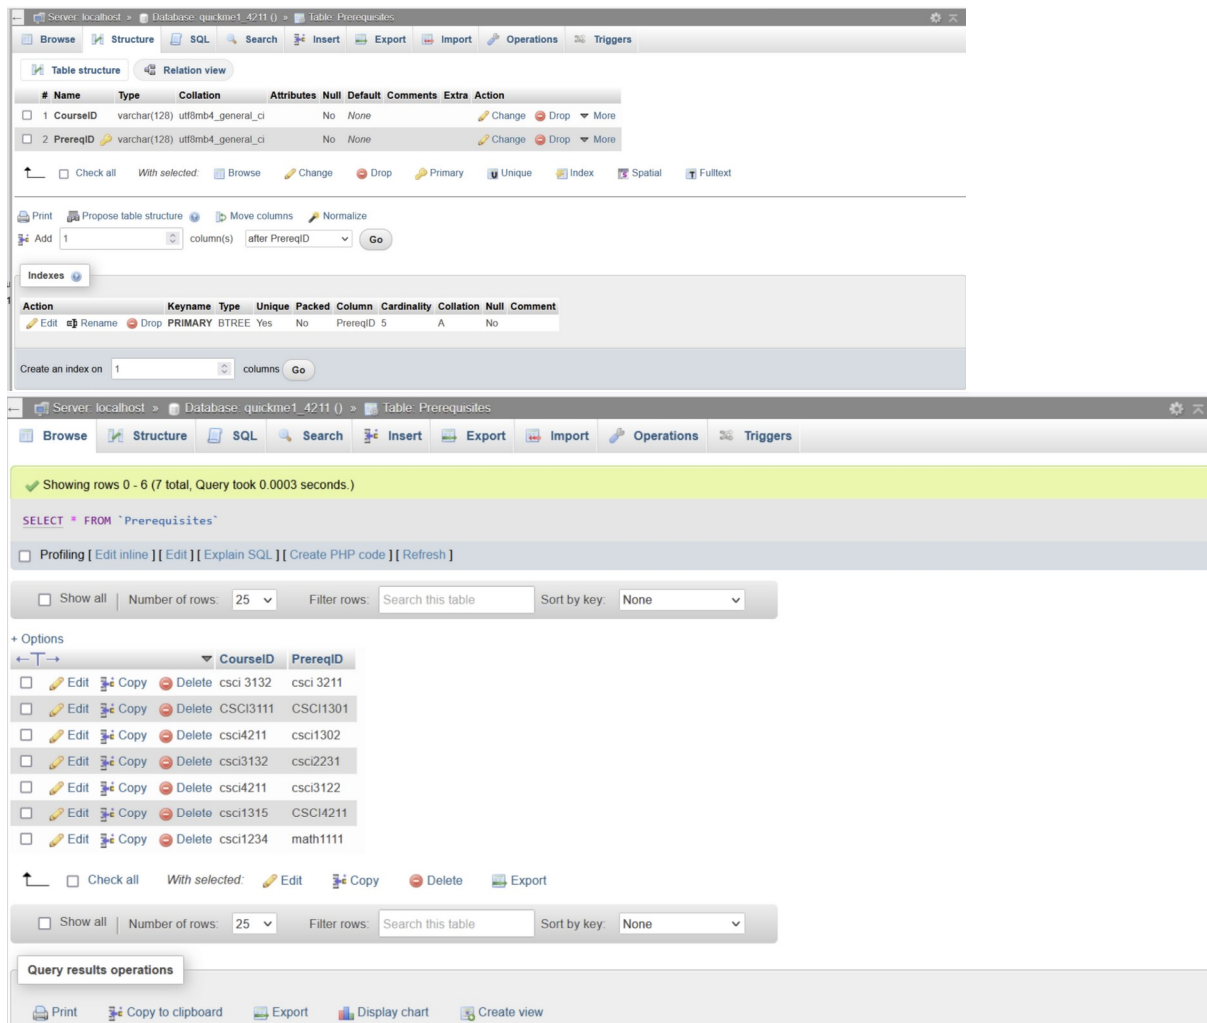 Server: localhost » Database: quickme1_4211 () » Table: Prerequisites
Browse Structure SQL Search Insert Export Import Operations Triggers
Table structure Relation view
# Name Type Collation Attributes Null Default Comments Extra Action
1 CourseID varchar(128) utf8mb4_general_ci No None Change Drop More
2 PrereqID varchar(128) utf8mb4_general_ci No None Change Drop More
Check all With selected: Browse Change Drop Primary Unique Index Spatial Fulltext
Print Propose table structure Move columns Normalize
Add 1 column(s) after PrereqID Go
Indexes
Action Keyname Type Unique Packed Column Cardinality Collation Null Comment
Edit Rename Drop PRIMARY BTREE Yes No PrereqID 5 A No
Create an index on 1 columns Go
Server: localhost » Database: quickme1_4211 () » Table: Prerequisites
Browse Structure SQL Search Insert Export Import Operations Triggers
Showing rows 0 - 6 (7 total, Query took 0.0003 seconds.)
SELECT * FROM `Prerequisites`
Profiling [ Edit inline ] [ Edit ] [ Explain SQL ] [ Create PHP code ] [ Refresh ]
Show all | Number of rows: 25 Filter rows: Search this table Sort by key: None
+ Options
←T→ CourseID PrereqID
Edit Copy Delete csci 3132 csci 3211
Edit Copy Delete CSCI3111 CSCI1301
Edit Copy Delete csci4211 csci1302
Edit Copy Delete csci3132 csci2231
Edit Copy Delete csci4211 csci3122
Edit Copy Delete csci1315 CSCI4211
Edit Copy Delete csci1234 math1111
Check all With selected: Edit Copy Delete Export
Show all | Number of rows: 25 Filter rows: Search this table Sort by key: None
Query results operations
Print Copy to clipboard Export Display chart Create view